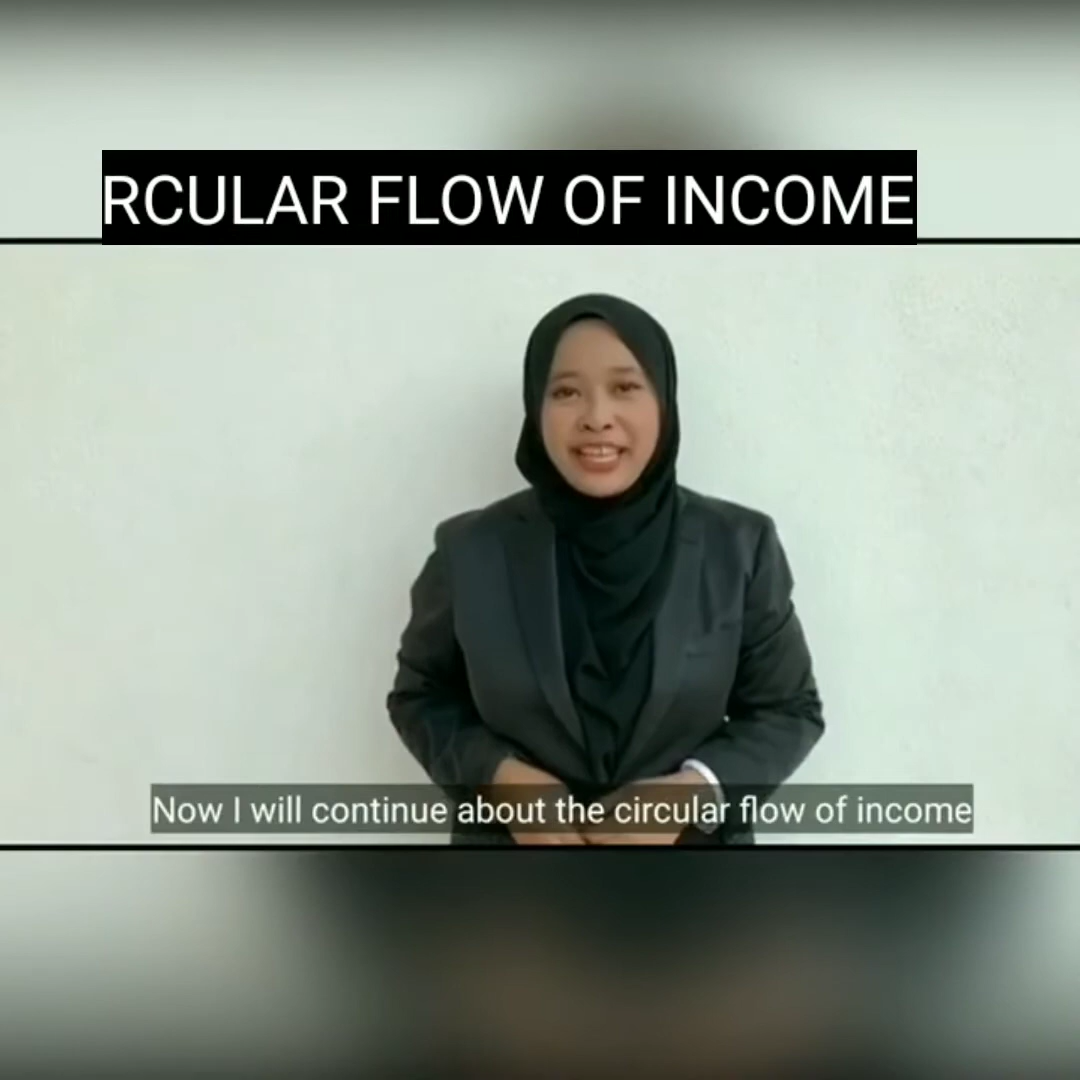 RCULAR FLOW OF INCOME
Now I will continue about the circular flow of income